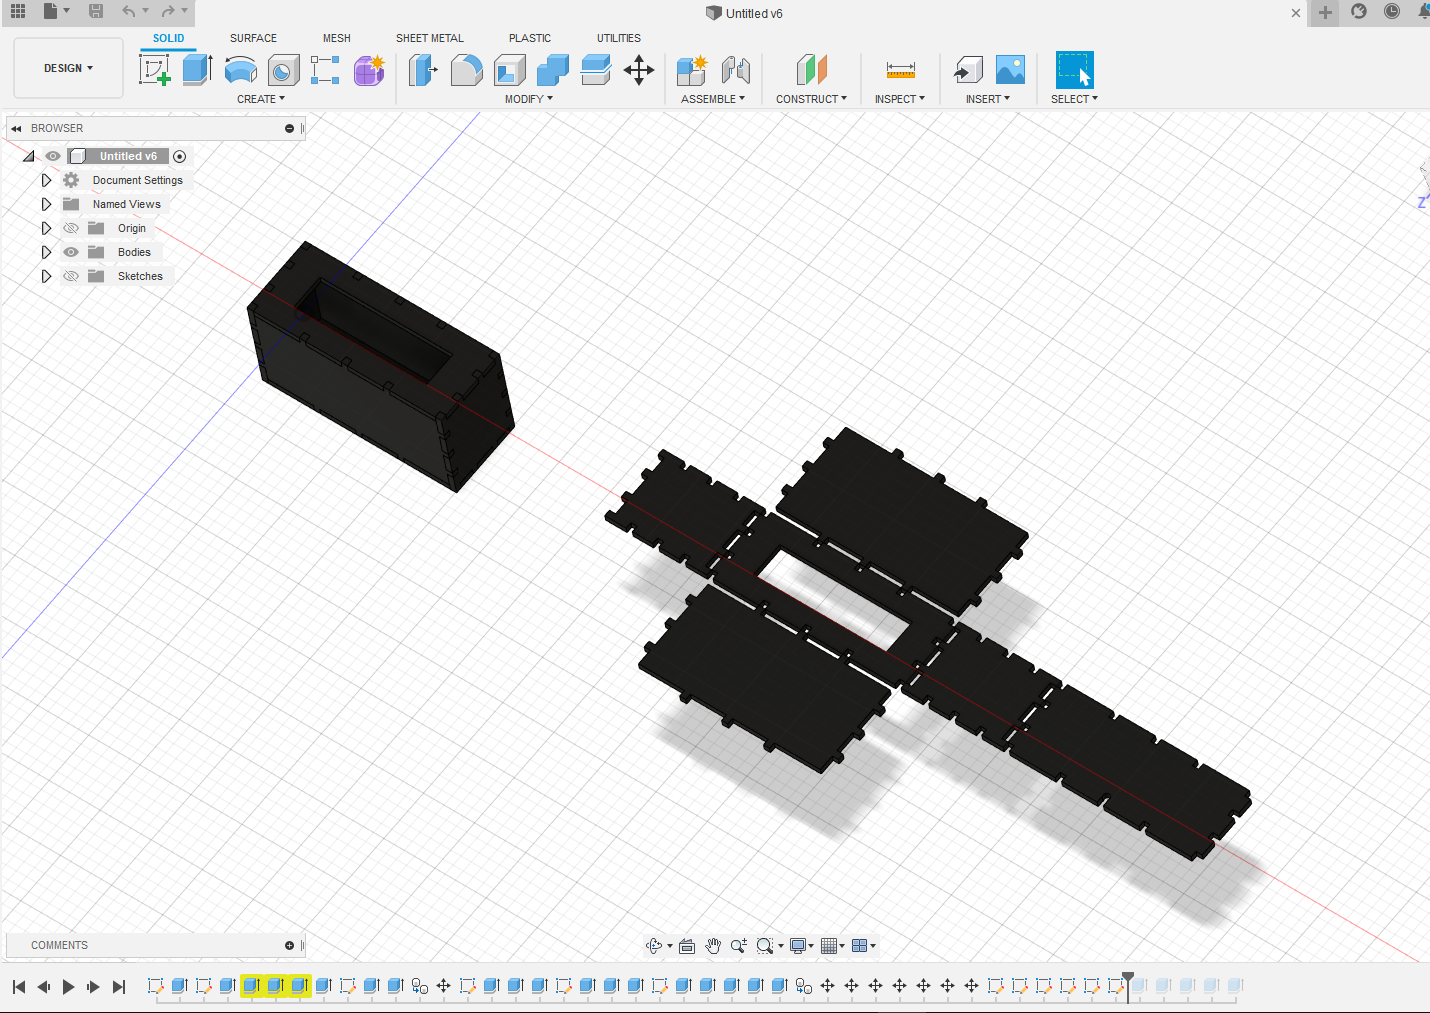 Untitled v6
SOLID SURFACE MESH SHEET METAL PLASTIC UTILITIES
DESIGN
CREATE MODIFY ASSEMBLE CONSTRUCT INSPECT INSERT SELECT
BROWSER
Untitled v6
Document Settings
Named Views
Origin
Bodies
Sketches
Z
COMMENTS